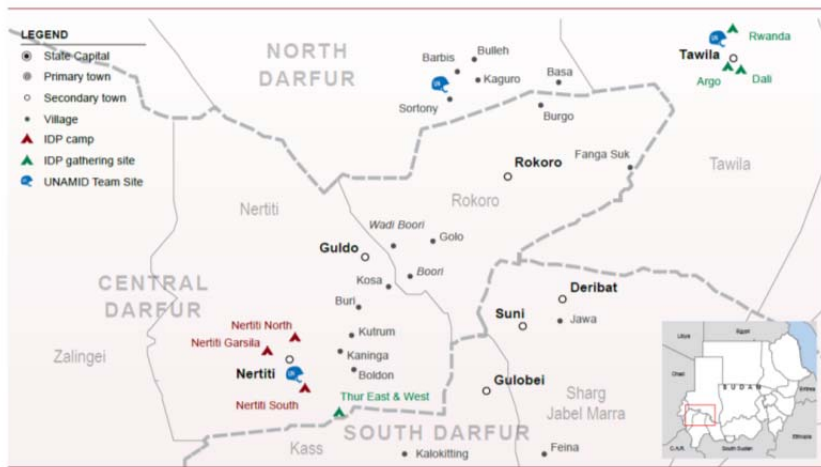 LEGEND
State Capital
Primary town
Secondary town
Village
IDP camp
IDP gathering site
UNAMID Team Site
NORTH
DARFUR
Barbis
Bulleh
Kaguro
Sortony
Basa
Burgo
Tawila
Rwanda
Argo
Dali
Fanga Suk
Tawila
Rokoro
Rokoro
Nertiti
Wadi Boori
Golo
Guldo
Boori
Kosa
CENTRAL
DARFUR
Buri
Deribat
Suni
Jawa
Nertiti North
Nertiti Garsila
Kutrum
Kaninga
Zalingei
Nertiti
Boldon
Nertiti South
Thur East & West
Gulobei
Sharg
Jabel Marra
SOUTH DARFUR
Kass
Kalokitting
Feina
Libya
Egypt
Chad
SUDAN
Eritrea
C.A.R.
South Sudan
Ethiopia